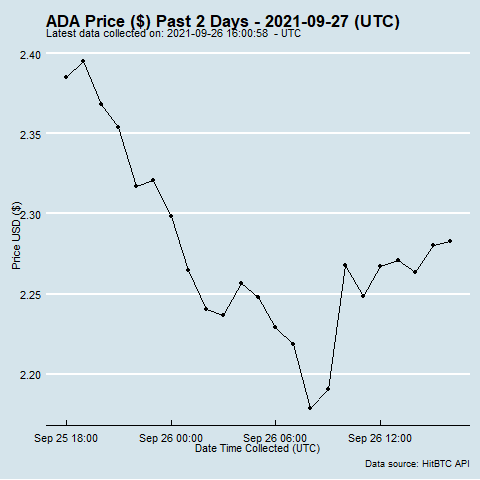 ADA Price ($) Past 2 Days - 2021-09-27 (UTC)
Latest data collected on: 2021-09-26 16:00:58 - UTC
2.40
2.35
2.30
2.25
2.20
Price USD ($)
Sep 25 18:00 Sep 26 00:00 Sep 26 06:00 Sep 26 12:00
Date Time Collected (UTC)
Data source: HitBTC API